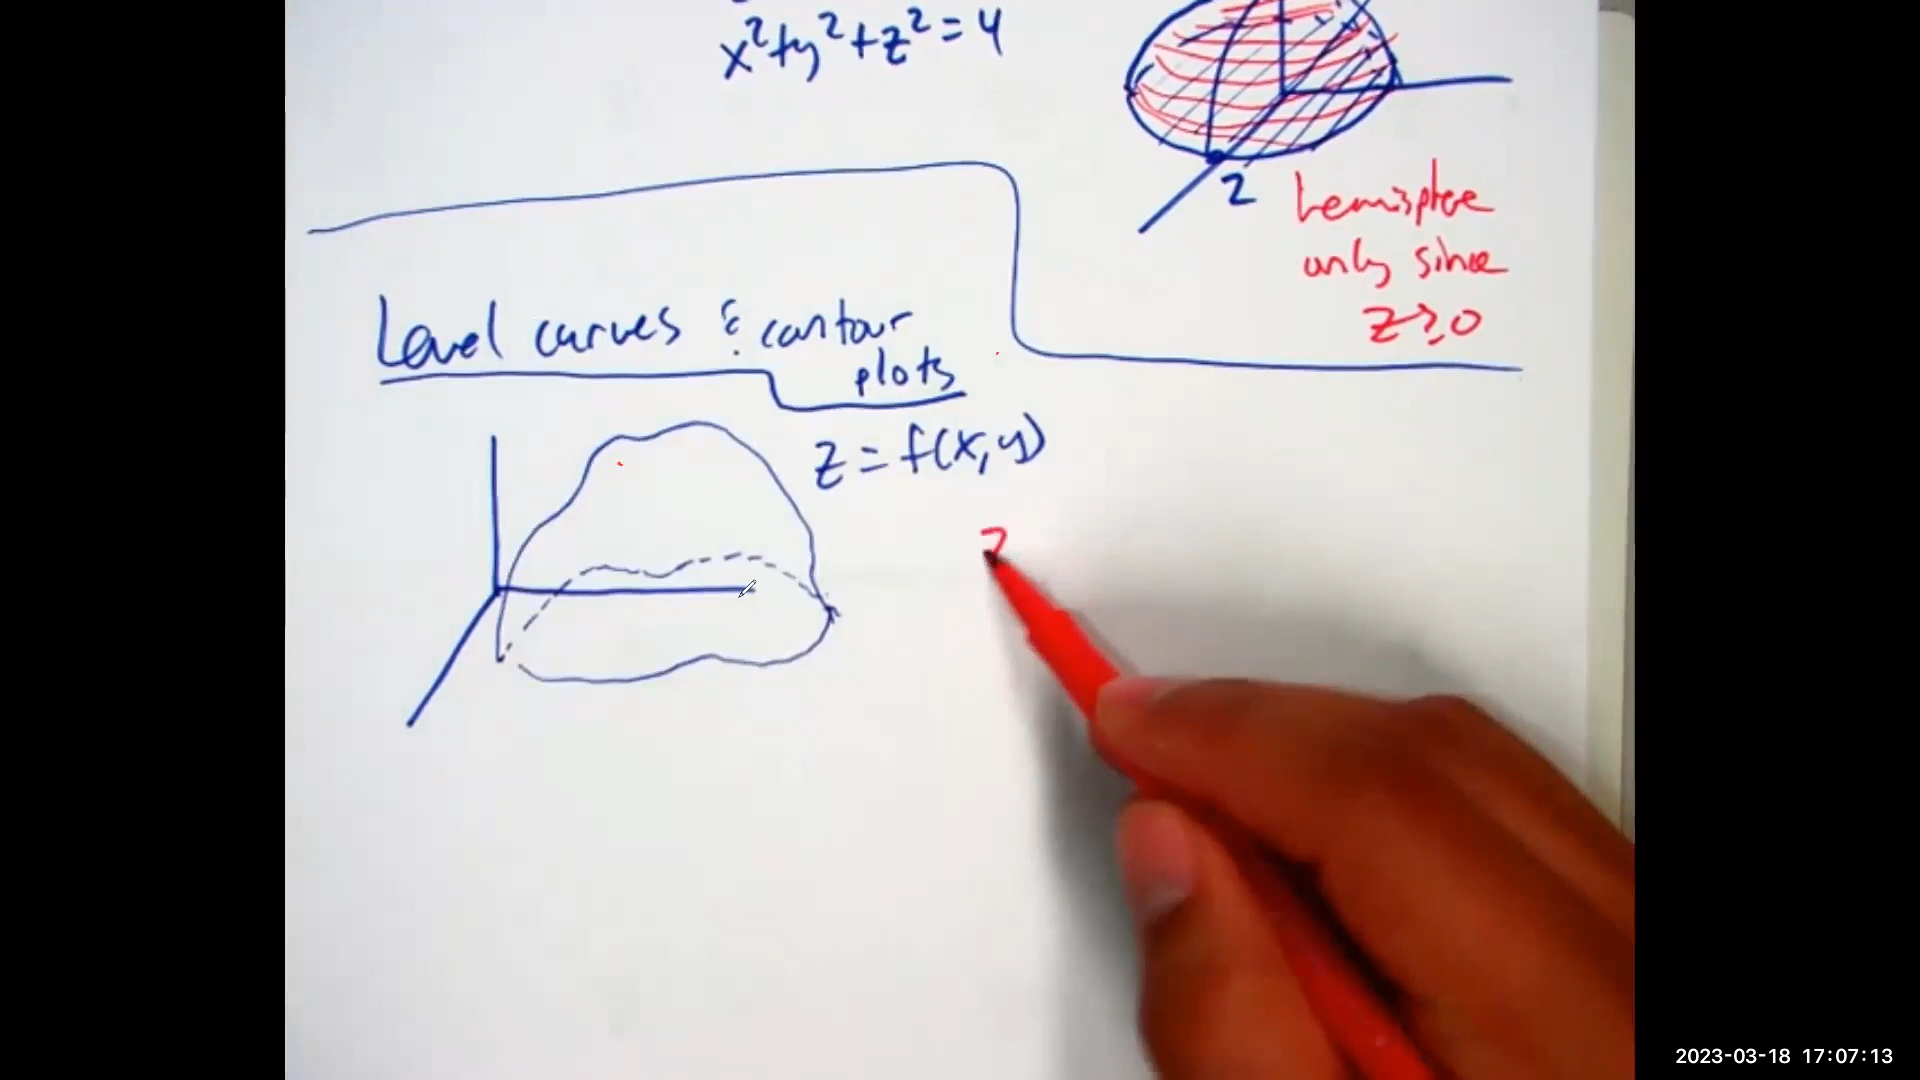 x²+y²+z²=4
2
hemisphere
only since
z≥0
Level curves & contour
plots
z = f(x,y)
z
2023-03-18 17:07:13